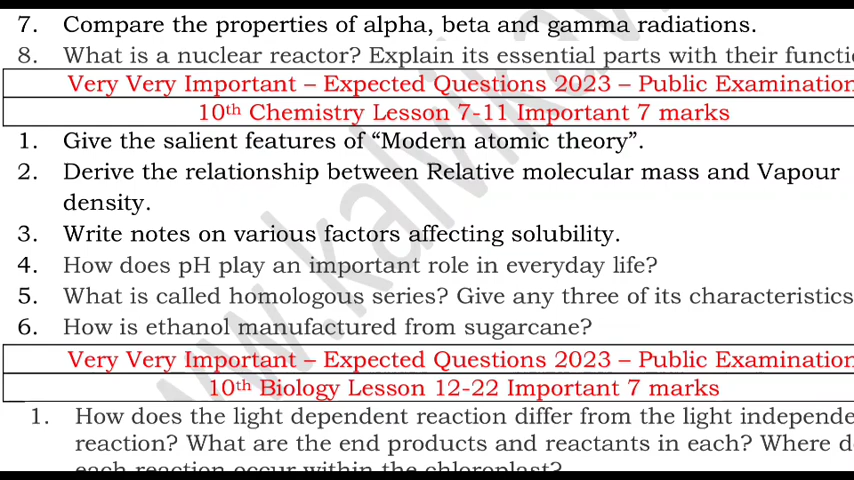 7. Compare the properties of alpha, beta and gamma radiations.
8. What is a nuclear reactor? Explain its essential parts with their
Very Very Important – Expected Questions 2023 – Public Examination
10th Chemistry Lesson 7-11 Important 7 marks
1. Give the salient features of “Modern atomic theory”.
2. Derive the relationship between Relative molecular mass and Vapour
density.
3. Write notes on various factors affecting solubility.
4. How does pH play an important role in everyday life?
5. What is called homologous series? Give any three of its characteristics
6. How is ethanol manufactured from sugarcane?
Very Very Important – Expected Questions 2023 – Public Examination
10th Biology Lesson 12-22 Important 7 marks
1. How does the light dependent reaction differ from the light
reaction? What are the end products and reactants in each? Where
each reaction occur within the chloroplast?